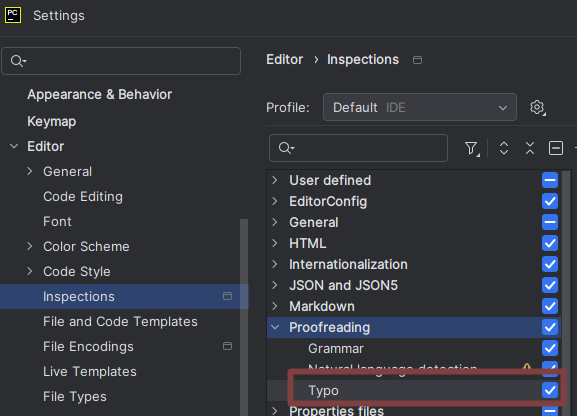 PC
Settings
Appearance & Behavior
Keymap
Editor
General
Code Editing
Font
Color Scheme
Code Style
Inspections
File and Code Templates
File Encodings
Live Templates
File Types
Editor › Inspections
Profile: Default IDE
User defined
EditorConfig
General
HTML
Internationalization
JSON and JSON5
Markdown
Proofreading
Grammar
Natural language detection
Typo
Properties files